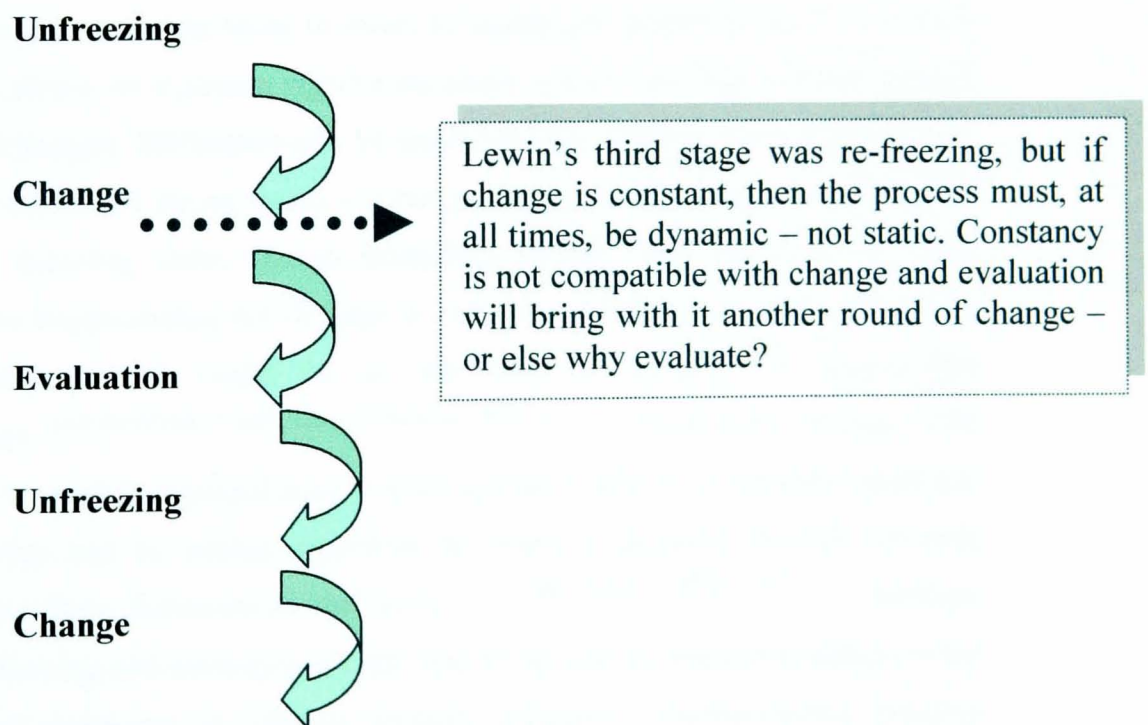 Unfreezing
Change
Lewin’s third stage was re-freezing, but if
change is constant, then the process must, at
all times, be dynamic – not static. Constancy
is not compatible with change and evaluation
will bring with it another round of change –
or else why evaluate?
Evaluation
Unfreezing
Change